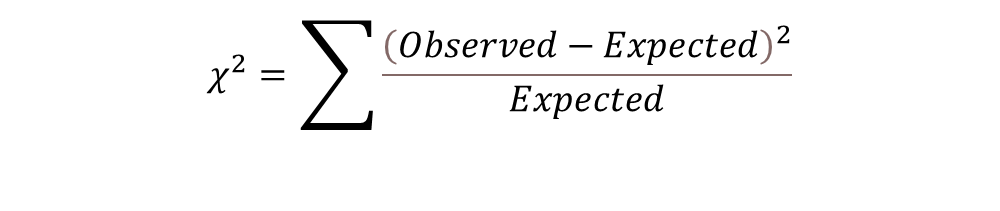 χ² = ∑ (Observed − Expected)²
Expected